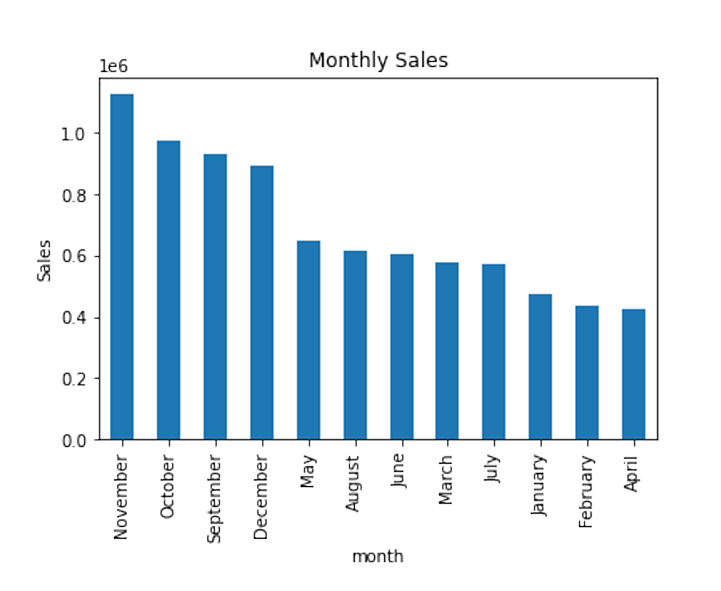 Monthly Sales
1e6
1.0
0.8
0.6
0.4
0.2
0.0
Sales
November
October
September
December
May
August
June
March
July
January
February
April
month